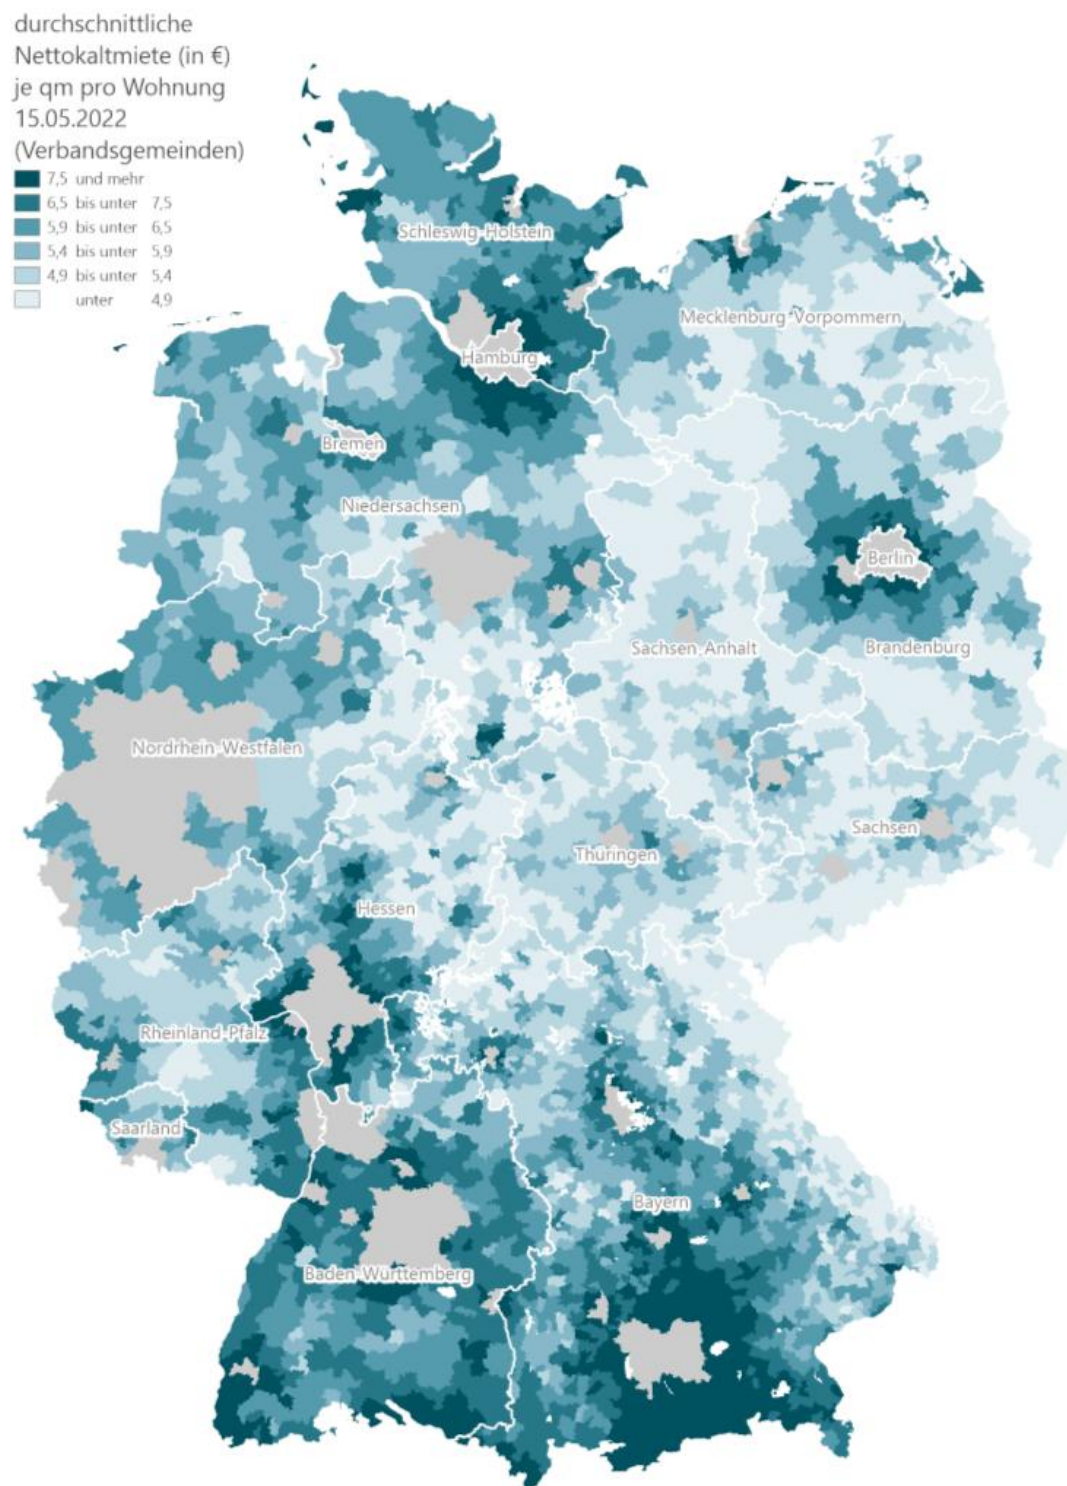 durchschnittliche
Nettokaltmiete (in €)
je qm pro Wohnung
15.05.2022
(Verbandsgemeinden)
7,5 und mehr
6,5 bis unter 7,5
5,9 bis unter 6,5
5,4 bis unter 5,9
4,9 bis unter 5,4
unter 4,9
Schleswig-Holstein
Mecklenburg-Vorpommern
Hamburg
Bremen
Niedersachsen
Berlin
Sachsen-Anhalt
Brandenburg
Nordrhein-Westfalen
Sachsen
Thüringen
Hessen
Rheinland-Pfalz
Saarland
Bayern
Baden-Württemberg